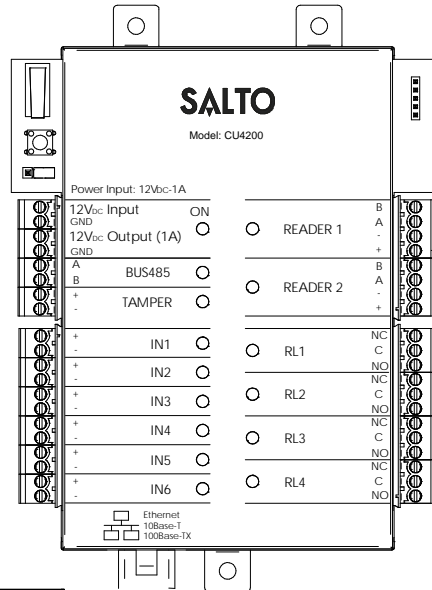 SALTO
Model: CU4200
Power Input: 12VDC-1A
12VDC Input ON
GND
12VDC Output (1A)
GND
A
BUS485
B
+
TAMPER
-
+
IN1
-
+
IN2
-
+
IN3
-
+
IN4
-
+
IN5
-
+
IN6
-
B
A
READER 1
-
+
B
A
READER 2
-
+
NC
RL1 C
NO
NC
RL2 C
NO
NC
RL3 C
NO
NC
RL4 C
NO
Ethernet
10Base-T
100Base-TX